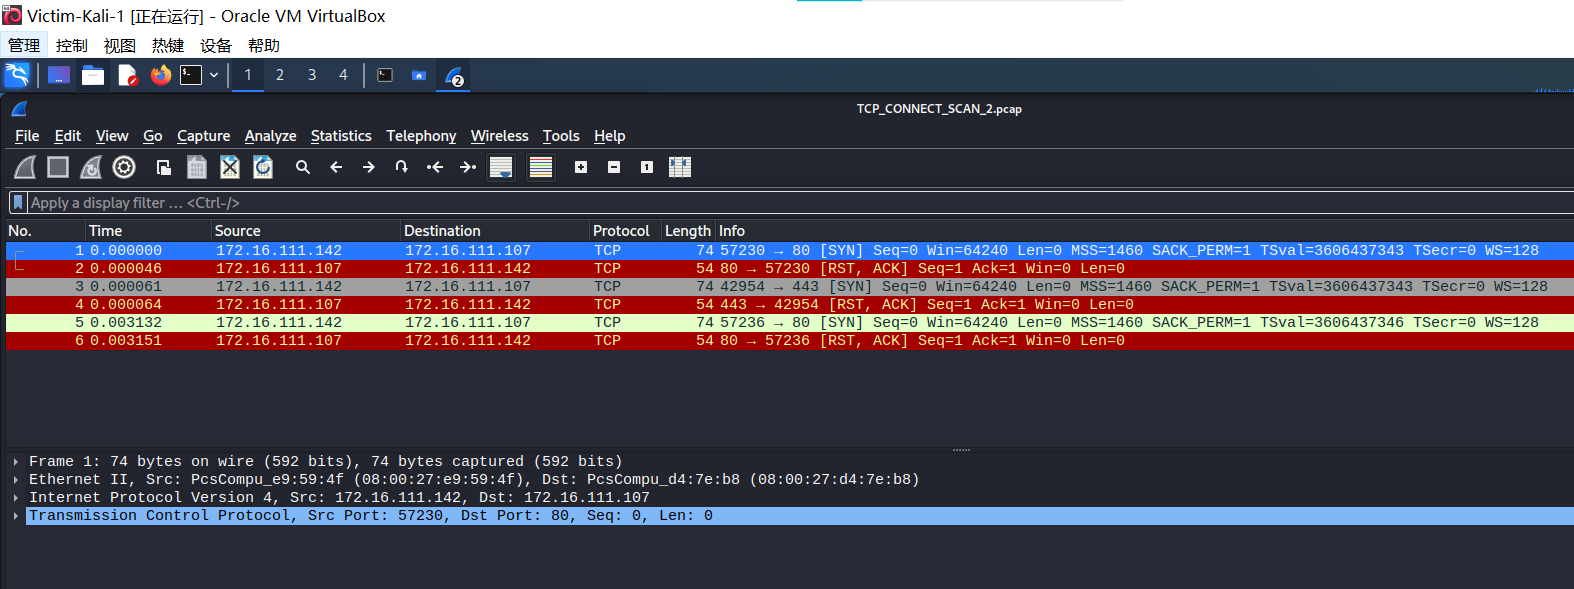 Victim-Kali-1 [正在运行] - Oracle VM VirtualBox
管理 控制 视图 热键 设备 帮助
1 2 3 4 2
TCP_CONNECT_SCAN_2.pcap
File Edit View Go Capture Analyze Statistics Telephony Wireless Tools Help
Apply a display filter … <Ctrl-/>
No. Time Source Destination Protocol Length Info
1 0.000000 172.16.111.142 172.16.111.107 TCP 74 57230 → 80 [SYN] Seq=0 Win=64240 Len=0 MSS=1460 SACK_PERM=1 TSval=3606437343 TSecr=0 WS=128
2 0.000046 172.16.111.107 172.16.111.142 TCP 54 80 → 57230 [RST, ACK] Seq=1 Ack=1 Win=0 Len=0
3 0.000061 172.16.111.142 172.16.111.107 TCP 74 42954 → 443 [SYN] Seq=0 Win=64240 Len=0 MSS=1460 SACK_PERM=1 TSval=3606437343 TSecr=0 WS=128
4 0.000064 172.16.111.107 172.16.111.142 TCP 54 443 → 42954 [RST, ACK] Seq=1 Ack=1 Win=0 Len=0
5 0.003132 172.16.111.142 172.16.111.107 TCP 74 57236 → 80 [SYN] Seq=0 Win=64240 Len=0 MSS=1460 SACK_PERM=1 TSval=3606437346 TSecr=0 WS=128
6 0.003151 172.16.111.107 172.16.111.142 TCP 54 80 → 57236 [RST, ACK] Seq=1 Ack=1 Win=0 Len=0
Frame 1: 74 bytes on wire (592 bits), 74 bytes captured (592 bits)
Ethernet II, Src: PcsCompu_e9:59:4f (08:00:27:e9:59:4f), Dst: PcsCompu_d4:7e:b8 (08:00:27:d4:7e:b8)
Internet Protocol Version 4, Src: 172.16.111.142, Dst: 172.16.111.107
Transmission Control Protocol, Src Port: 57230, Dst Port: 80, Seq: 0, Len: 0